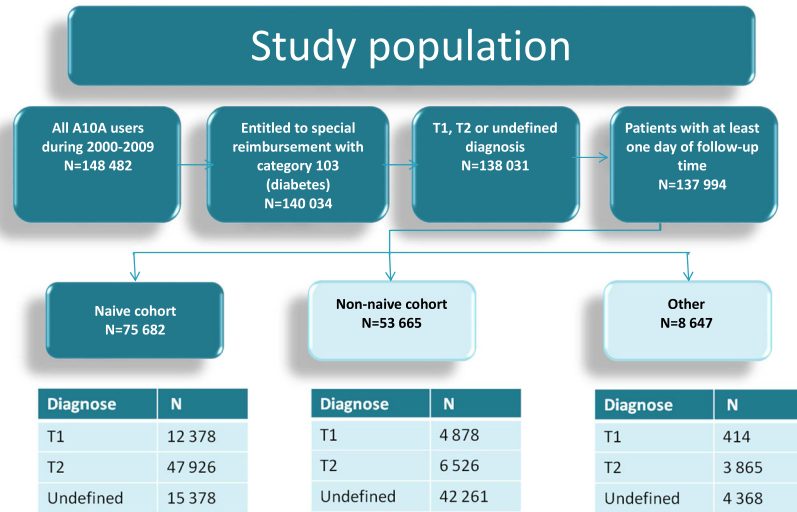 Study population
All A10A users
during 2000-2009
N=148 482
Entitled to special
reimbursement with
category 103
(diabetes)
N=140 034
T1, T2 or undefined
diagnosis
N=138 031
Patients with at least
one day of follow-up
time
N=137 994
Naive cohort
N=75 682
Non-naive cohort
N=53 665
Other
N=8 647
Diagnose N
T1 12 378
T2 47 926
Undefined 15 378
Diagnose N
T1 4 878
T2 6 526
Undefined 42 261
Diagnose N
T1 414
T2 3 865
Undefined 4 368